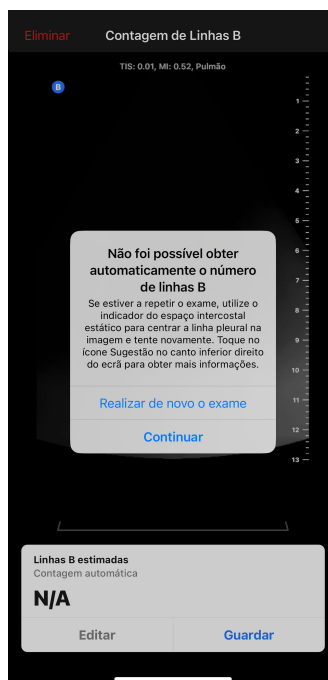 Eliminar
Contagem de Linhas B
TIS: 0.01, MI: 0.52, Pulmão
B
1
2
3
4
5
6
7
8
9
10
11
12
13
Não foi possível obter
automaticamente o número
de linhas B
Se estiver a repetir o exame, utilize o
indicador do espaço intercostal
estático para centrar a linha pleural na
imagem e tente novamente. Toque no
ícone Sugestão no canto inferior direito
do ecrã para obter mais informações.
Realizar de novo o exame
Continuar
Linhas B estimadas
Contagem automática
N/A
Editar
Guardar